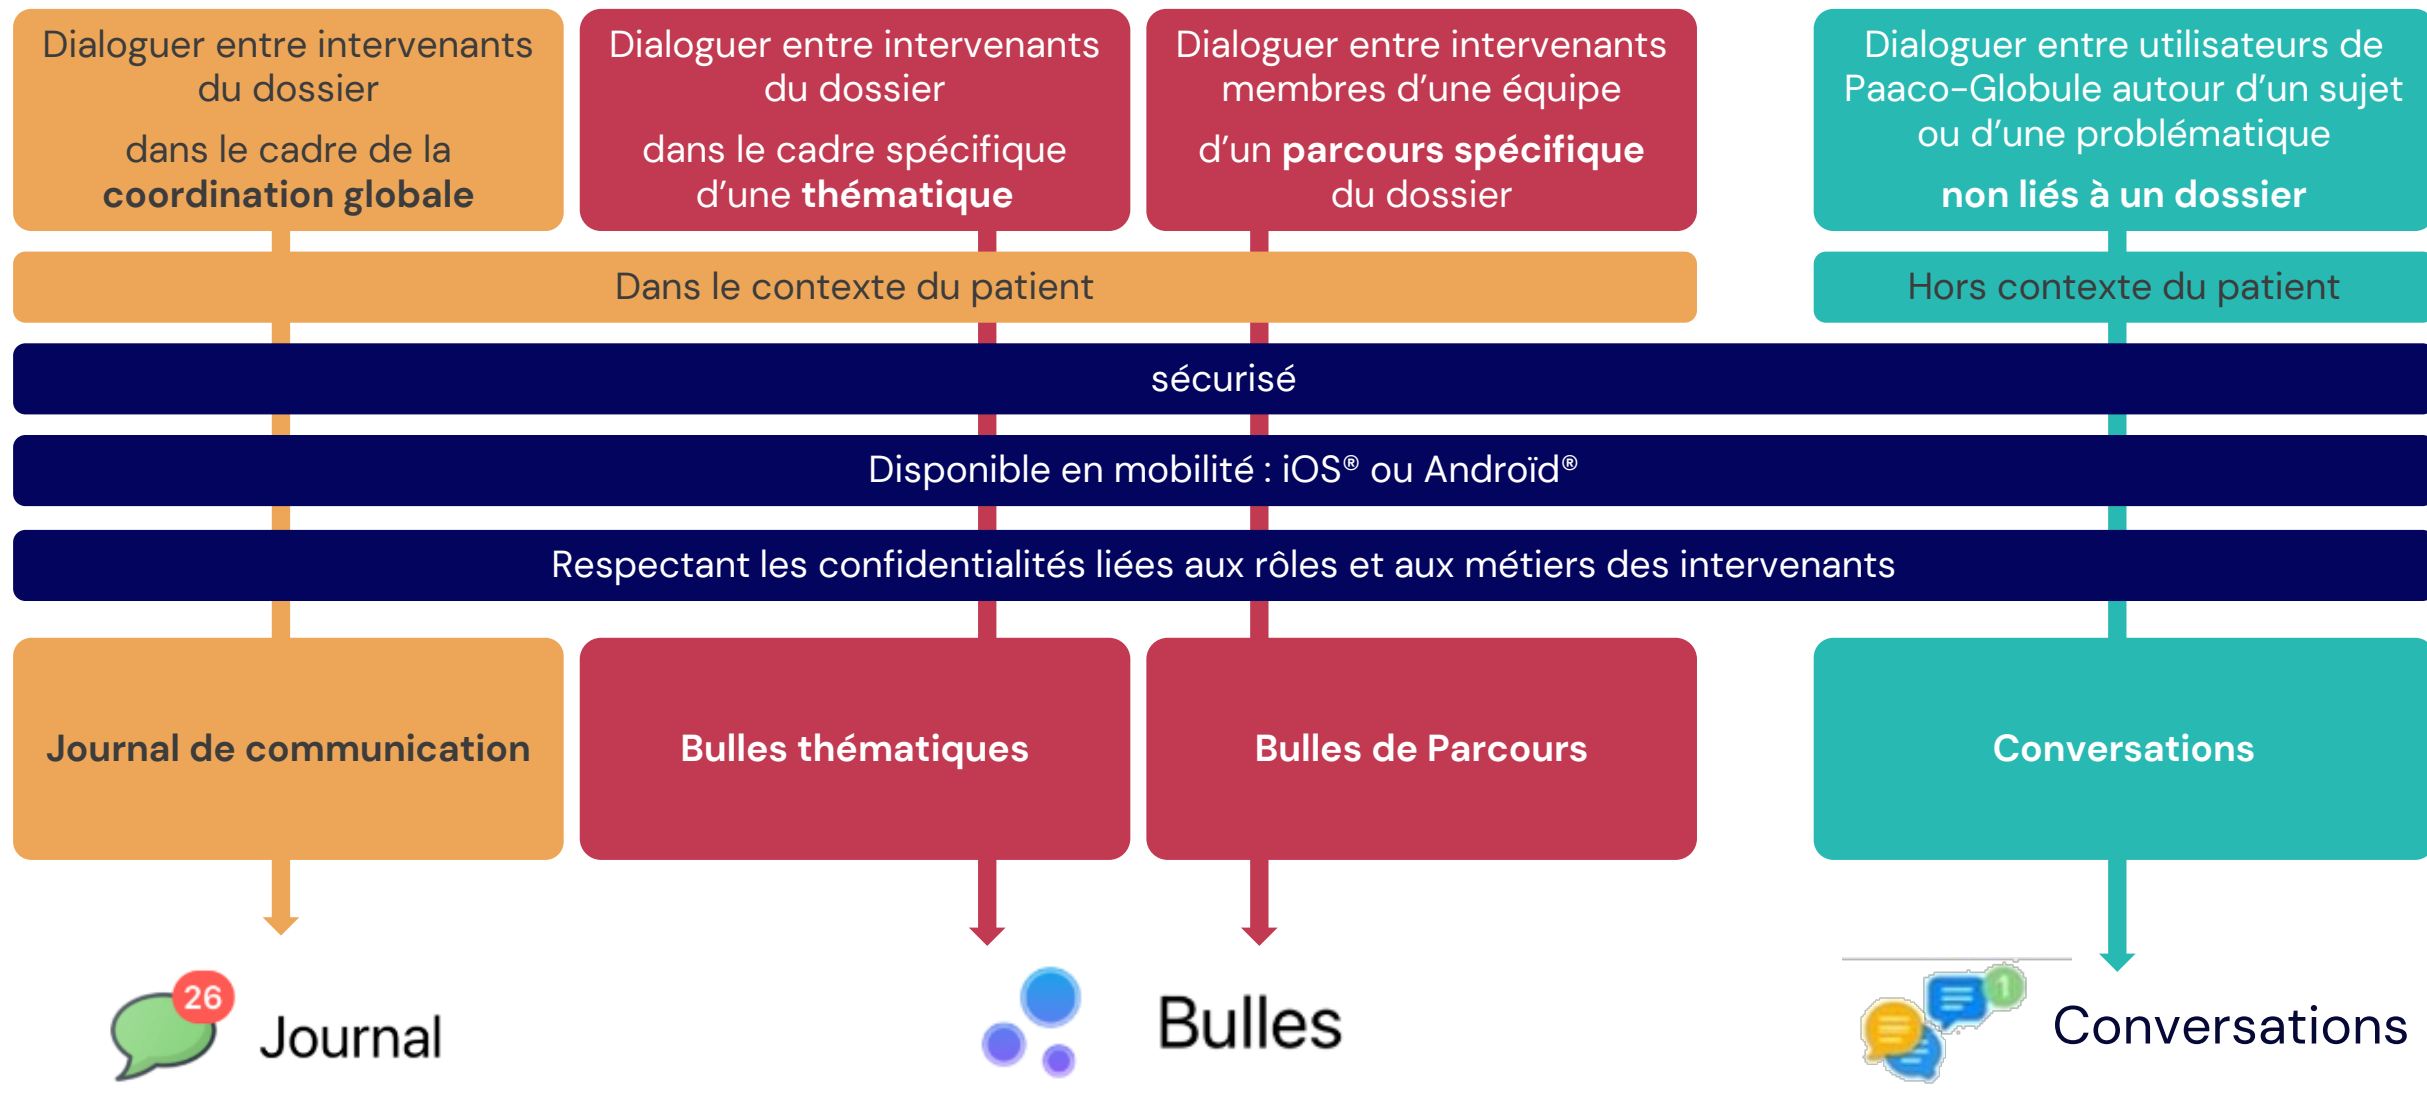 Dialoguer entre intervenants
du dossier
dans le cadre de la
coordination globale
Dialoguer entre intervenants
du dossier
dans le cadre spécifique
d’une thématique
Dialoguer entre intervenants
membres d’une équipe
d’un parcours spécifique
du dossier
Dialoguer entre utilisateurs de
Paaco-Globule autour d’un sujet
ou d’une problématique
non liés à un dossier
Dans le contexte du patient
Hors contexte du patient
sécurisé
Disponible en mobilité : iOS® ou Androïd®
Respectant les confidentialités liées aux rôles et aux métiers des intervenants
Journal de communication
Bulles thématiques
Bulles de Parcours
Conversations
26
Journal
Bulles
1
Conversations